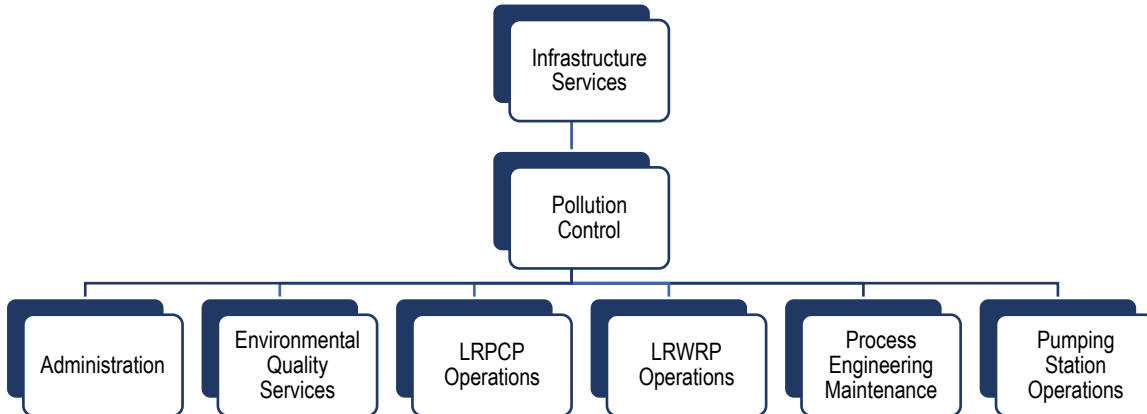 Infrastructure
Services
Pollution
Control
Administration
Environmental
Quality
Services
LRPCP
Operations
LRWRP
Operations
Process
Engineering
Maintenance
Pumping
Station
Operations